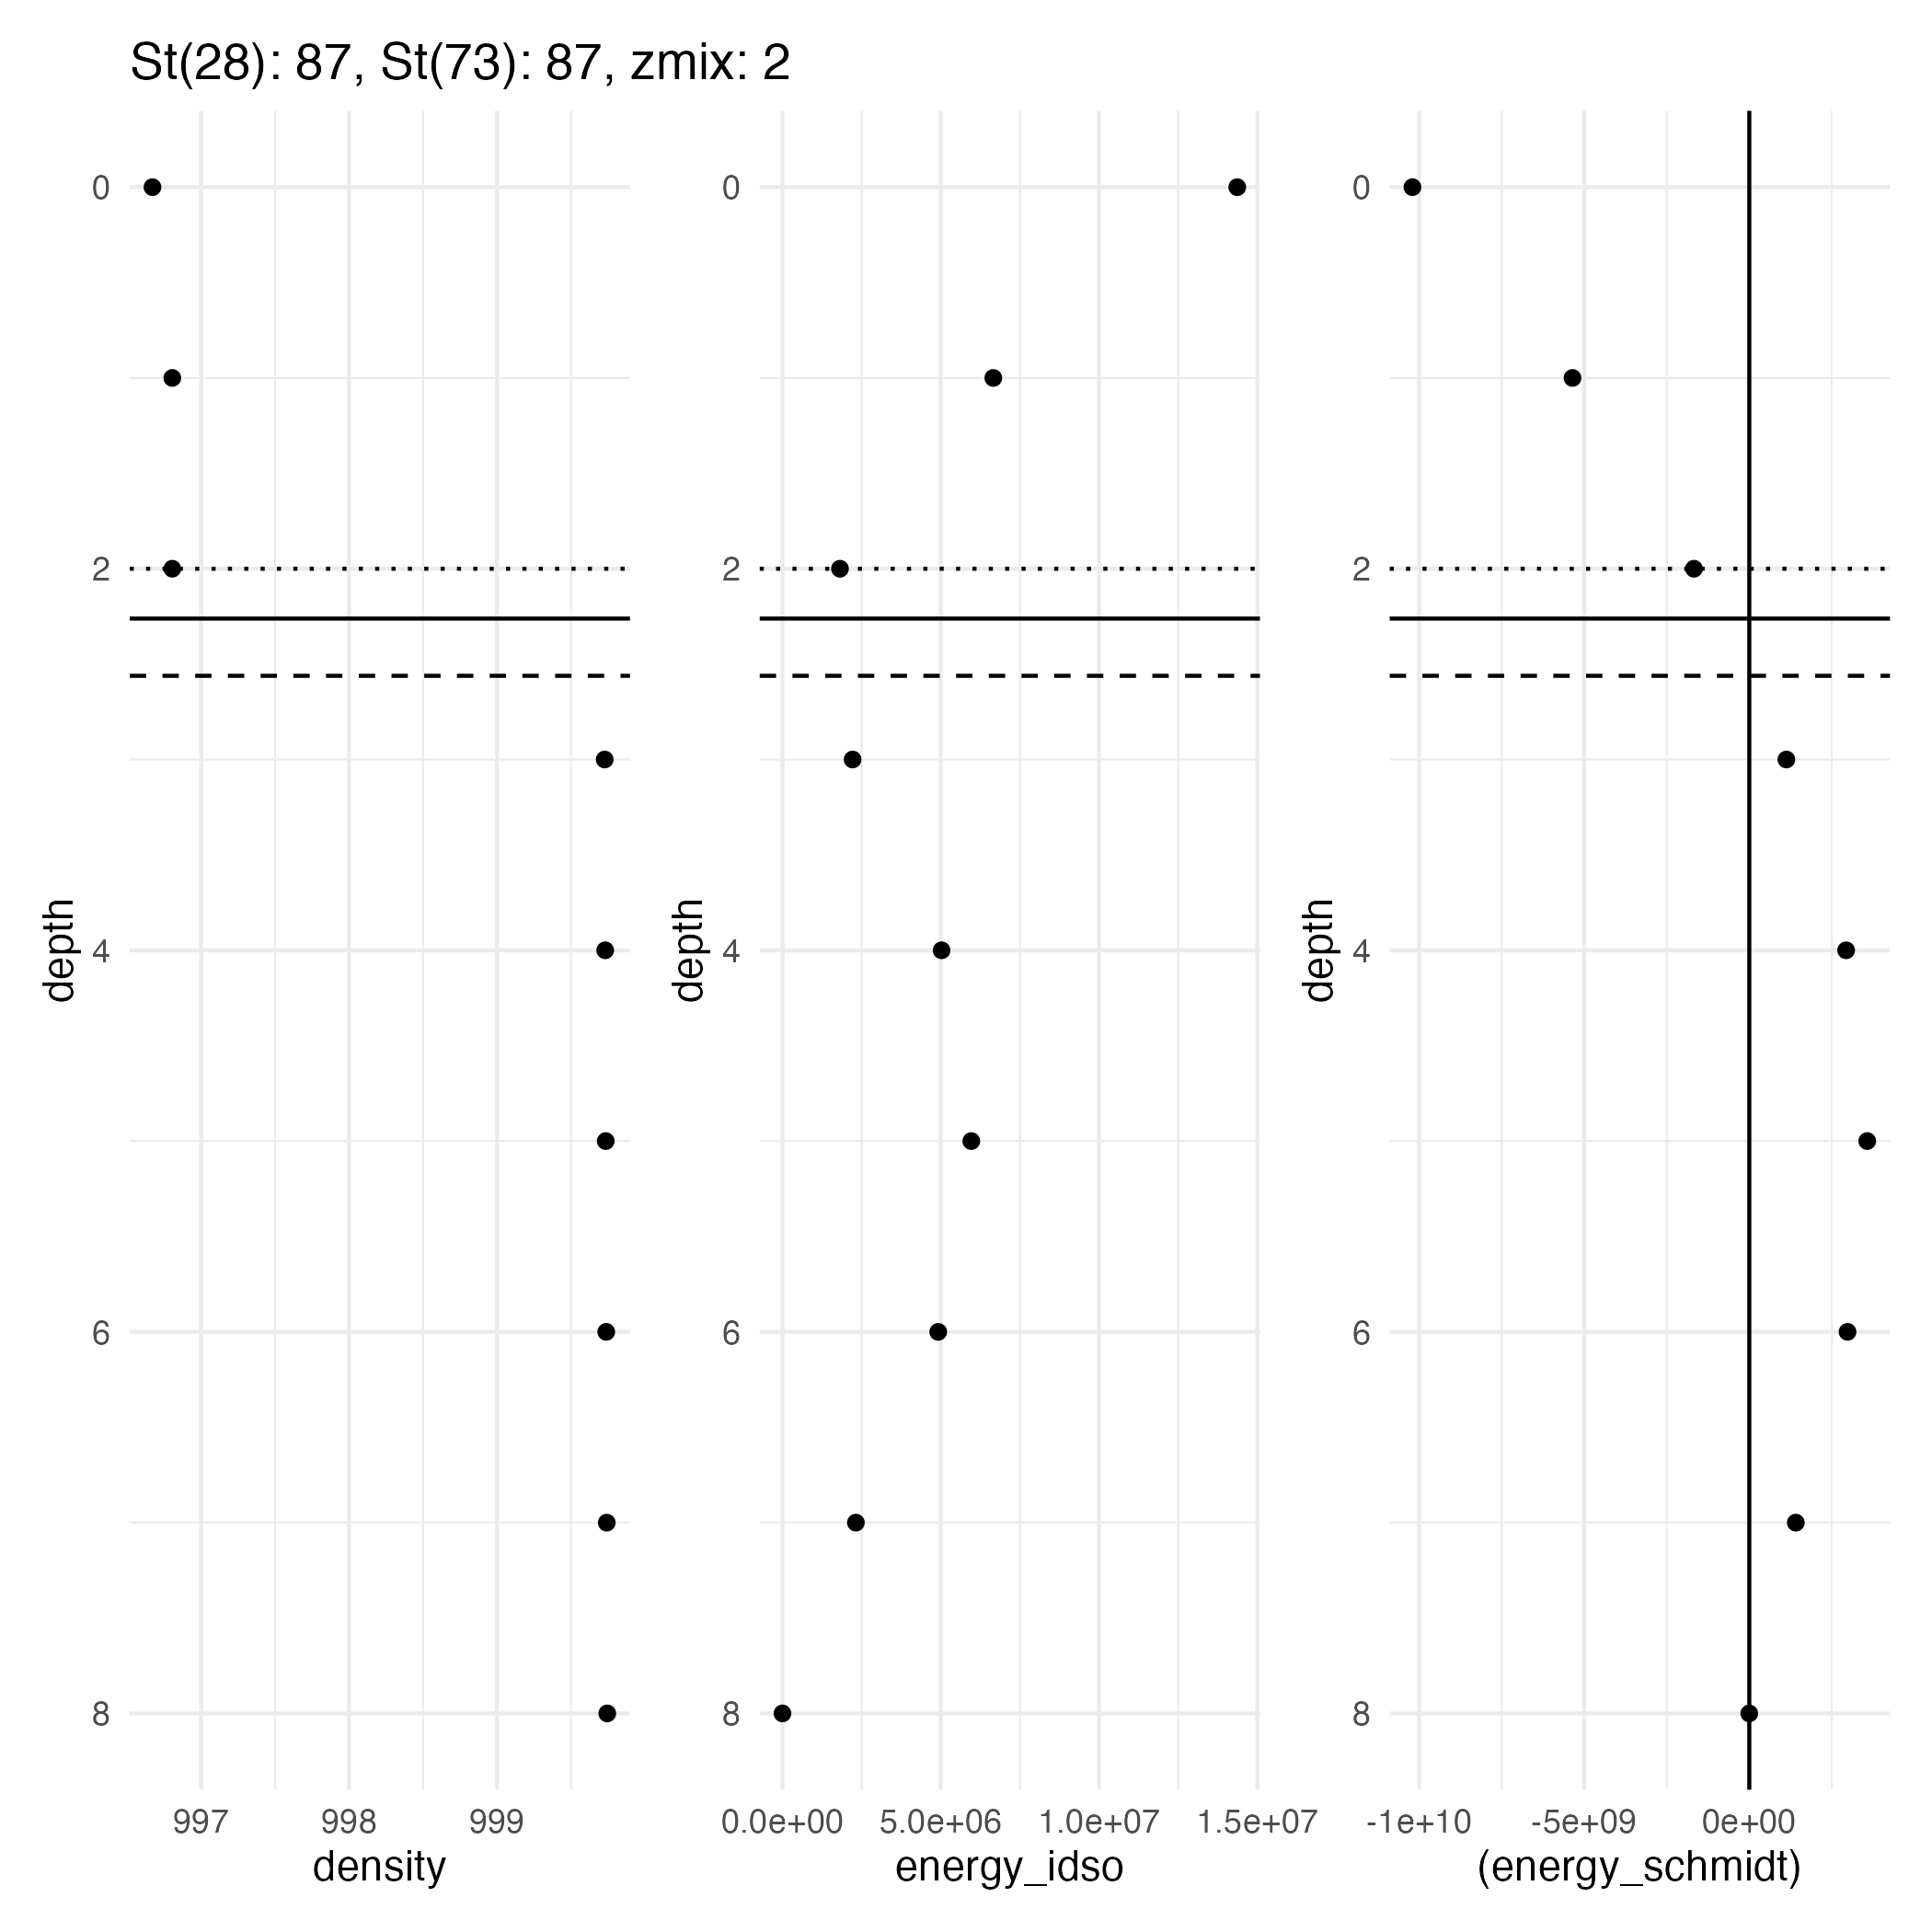 St(28): 87, St(73): 87, zmix: 2
depth
0
2
4
6
8
997 998 999
density
depth
0
2
4
6
8
0.0e+00 5.0e+06 1.0e+07 1.5e+07
energy_idso
depth
0
2
4
6
8
-1e+10 -5e+09 0e+00
(energy_schmidt)